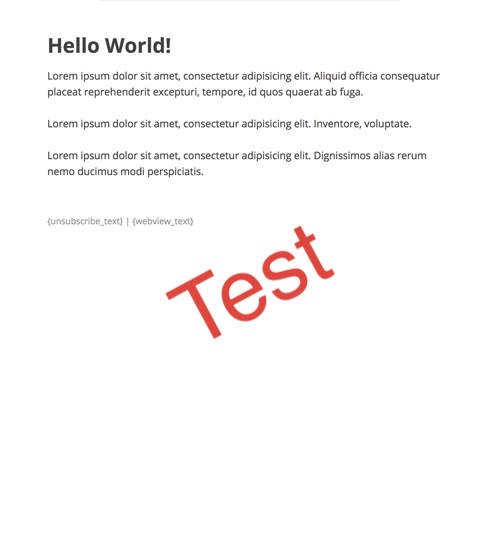 Hello World!
Lorem ipsum dolor sit amet, consectetur adipisicing elit. Aliquid officia consequatur
placeat reprehenderit excepturi, tempore, id quos quaerat ab fuga.
Lorem ipsum dolor sit amet, consectetur adipisicing elit. Inventore, voluptate.
Lorem ipsum dolor sit amet, consectetur adipisicing elit. Dignissimos alias rerum
nemo ducimus modi perspiciatis.
{unsubscribe_text} | {webview_text}
Test